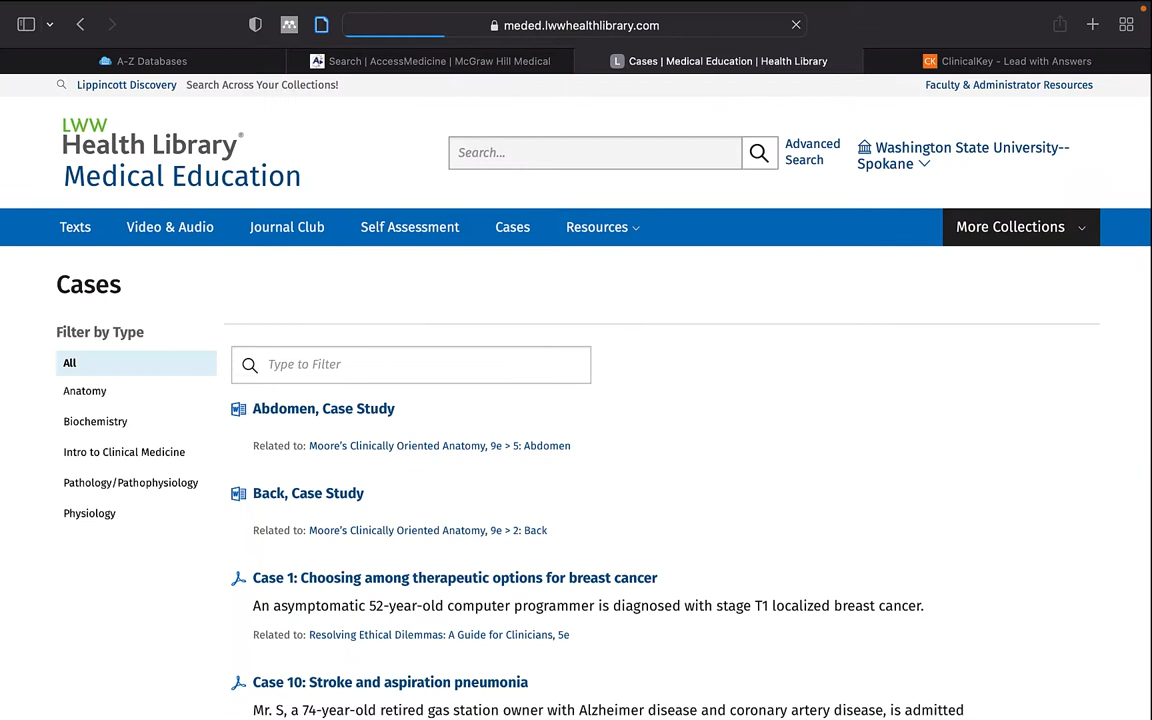 meded.lwwhealthlibrary.com
A-Z Databases
Search | AccessMedicine | McGraw Hill Medical
L Cases | Medical Education | Health Library
CK ClinicalKey - Lead with Answers
Lippincott Discovery Search Across Your Collections!
Faculty & Administrator Resources
LWW
Health Library®
Medical Education
Search...
Advanced
Search
Washington State University--
Spokane
Texts Video & Audio Journal Club Self Assessment Cases Resources More Collections
Cases
Filter by Type
All
Anatomy
Biochemistry
Intro to Clinical Medicine
Pathology/Pathophysiology
Physiology
Type to Filter
Abdomen, Case Study
Related to: Moore's Clinically Oriented Anatomy, 9e > 5: Abdomen
Back, Case Study
Related to: Moore's Clinically Oriented Anatomy, 9e > 2: Back
Case 1: Choosing among therapeutic options for breast cancer
An asymptomatic 52-year-old computer programmer is diagnosed with stage T1 localized breast cancer.
Related to: Resolving Ethical Dilemmas: A Guide for Clinicians, 5e
Case 10: Stroke and aspiration pneumonia
Mr. S, a 74-year-old retired gas station owner with Alzheimer disease and coronary artery disease, is admitted